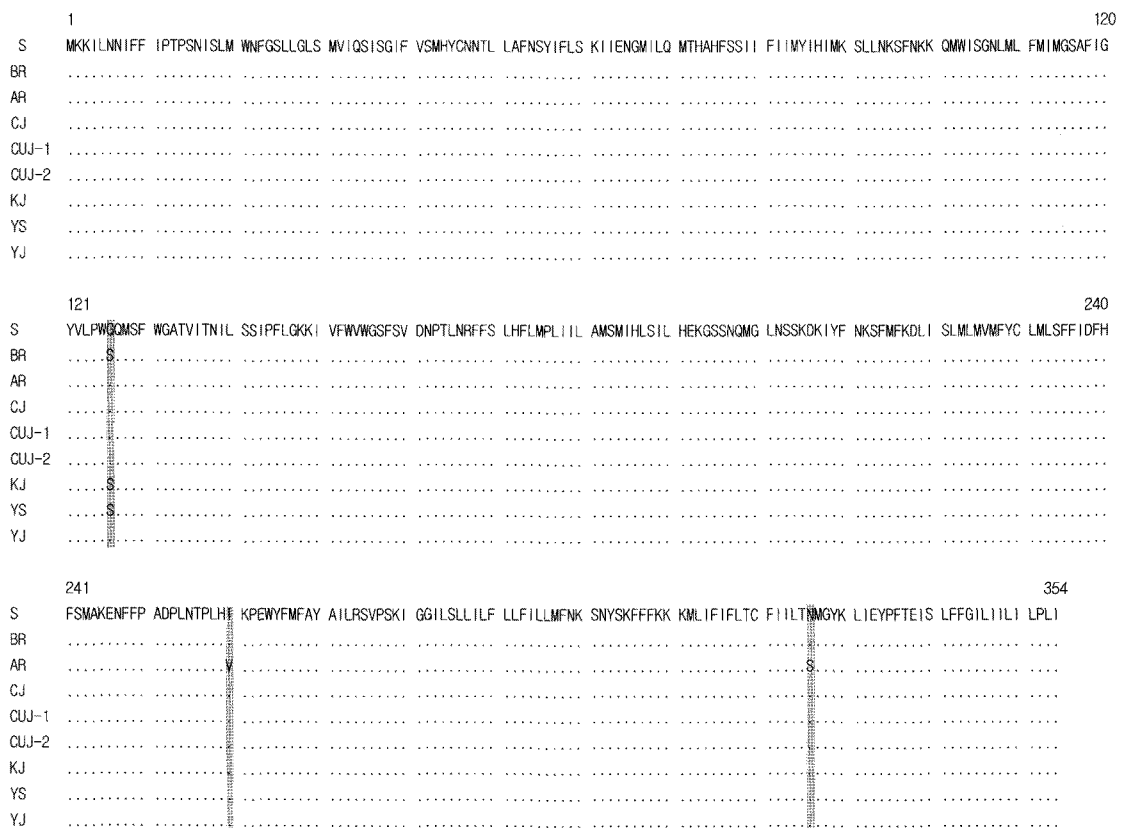 1 120
S MKKILNNIFF IPTPSNISLM WNFGSLLGLS MVIQSISGIF VSMHYCNNTL LAFNSYIFLS KIIENGMILQ MTHAHFSSII FIIMYIHIMK SLLNKSFNKK QMWISGNLML FMIMGSAFIG
BR .......... .......... .......... .......... .......... .......... .......... .......... .......... .......... .......... ..........
AR .......... .......... .......... .......... .......... .......... .......... .......... .......... .......... .......... ..........
CJ .......... .......... .......... .......... .......... .......... .......... .......... .......... .......... .......... ..........
CUJ-1 .......... .......... .......... .......... .......... .......... .......... .......... .......... .......... .......... ..........
CUJ-2 .......... .......... .......... .......... .......... .......... .......... .......... .......... .......... .......... ..........
KJ .......... .......... .......... .......... .......... .......... .......... .......... .......... .......... .......... ..........
YS .......... .......... .......... .......... .......... .......... .......... .......... .......... .......... .......... ..........
YJ .......... .......... .......... .......... .......... .......... .......... .......... .......... .......... .......... ..........
121 240
S YVLPWGQMSF WGATVITNIL SSIPFLGKKI VFWVWGSFSV DNPTLNRFFS LHFLMPLIIL AMSMIHLSIL HEKGSSNQMG LNSSKDKIYF NKSFMFKDLI SLMLMVMFYC LMLSFFIDFH
BR .....S.... .......... .......... .......... .......... .......... .......... .......... .......... .......... .......... ..........
AR .......... .......... .......... .......... .......... .......... .......... .......... .......... .......... .......... ..........
CJ .......... .......... .......... .......... .......... .......... .......... .......... .......... .......... .......... ..........
CUJ-1 .......... .......... .......... .......... .......... .......... .......... .......... .......... .......... .......... ..........
CUJ-2 .......... .......... .......... .......... .......... .......... .......... .......... .......... .......... .......... ..........
KJ .....S.... .......... .......... .......... .......... .......... .......... .......... .......... .......... .......... ..........
YS .....S.... .......... .......... .......... .......... .......... .......... .......... .......... .......... .......... ..........
YJ .......... .......... .......... .......... .......... .......... .......... .......... .......... .......... .......... ..........
241 354
S FSMAKENFFP ADPLNTPLHI KPEWYFMFAY AILRSVPSKI GGILSLLILF LLFILLMFNK SNYSKFFFKK KMLIFIFLTC FIILTNMGYK LIEYPFTEIS LFFGILIILI LPLI
BR .......... .......... .......... .......... .......... .......... .......... .......... .......... .......... .......... ....
AR .......... .........V .......... .......... .......... .......... .......... .......... .....S.... .......... .......... ....
CJ .......... .......... .......... .......... .......... .......... .......... .......... .......... .......... .......... ....
CUJ-1 .......... .......... .......... .......... .......... .......... .......... .......... .......... .......... .......... ....
CUJ-2 .......... .......... .......... .......... .......... .......... .......... .......... .......... .......... .......... ....
KJ .......... .......... .......... .......... .......... .......... .......... .......... .......... .......... .......... ....
YS .......... .......... .......... .......... .......... .......... .......... .......... .......... .......... .......... ....
YJ .......... .......... .......... .......... .......... .......... .......... .......... .......... .......... .......... ....